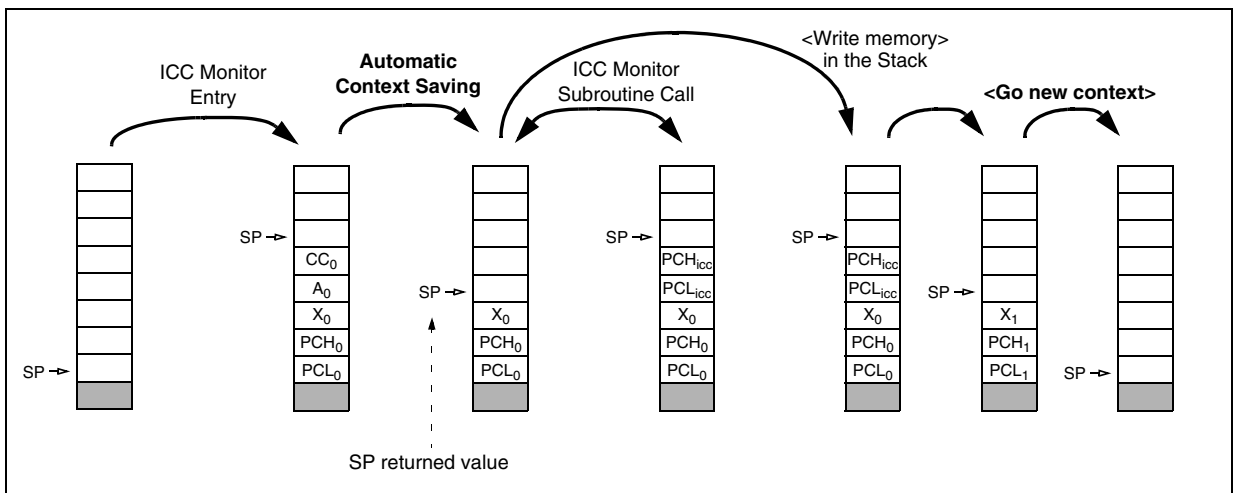 ICC Monitor
Entry
Automatic
Context Saving
ICC Monitor
Subroutine Call
<Write memory>
in the Stack
<Go new context>
SP
SP
CC0
A0
X0
PCH0
PCL0
SP
X0
PCH0
PCL0
SP
PCHicc
PCLicc
X0
PCH0
PCL0
SP
PCHicc
PCLicc
X0
PCH0
PCL0
SP
X1
PCH1
PCL1
SP
SP returned value